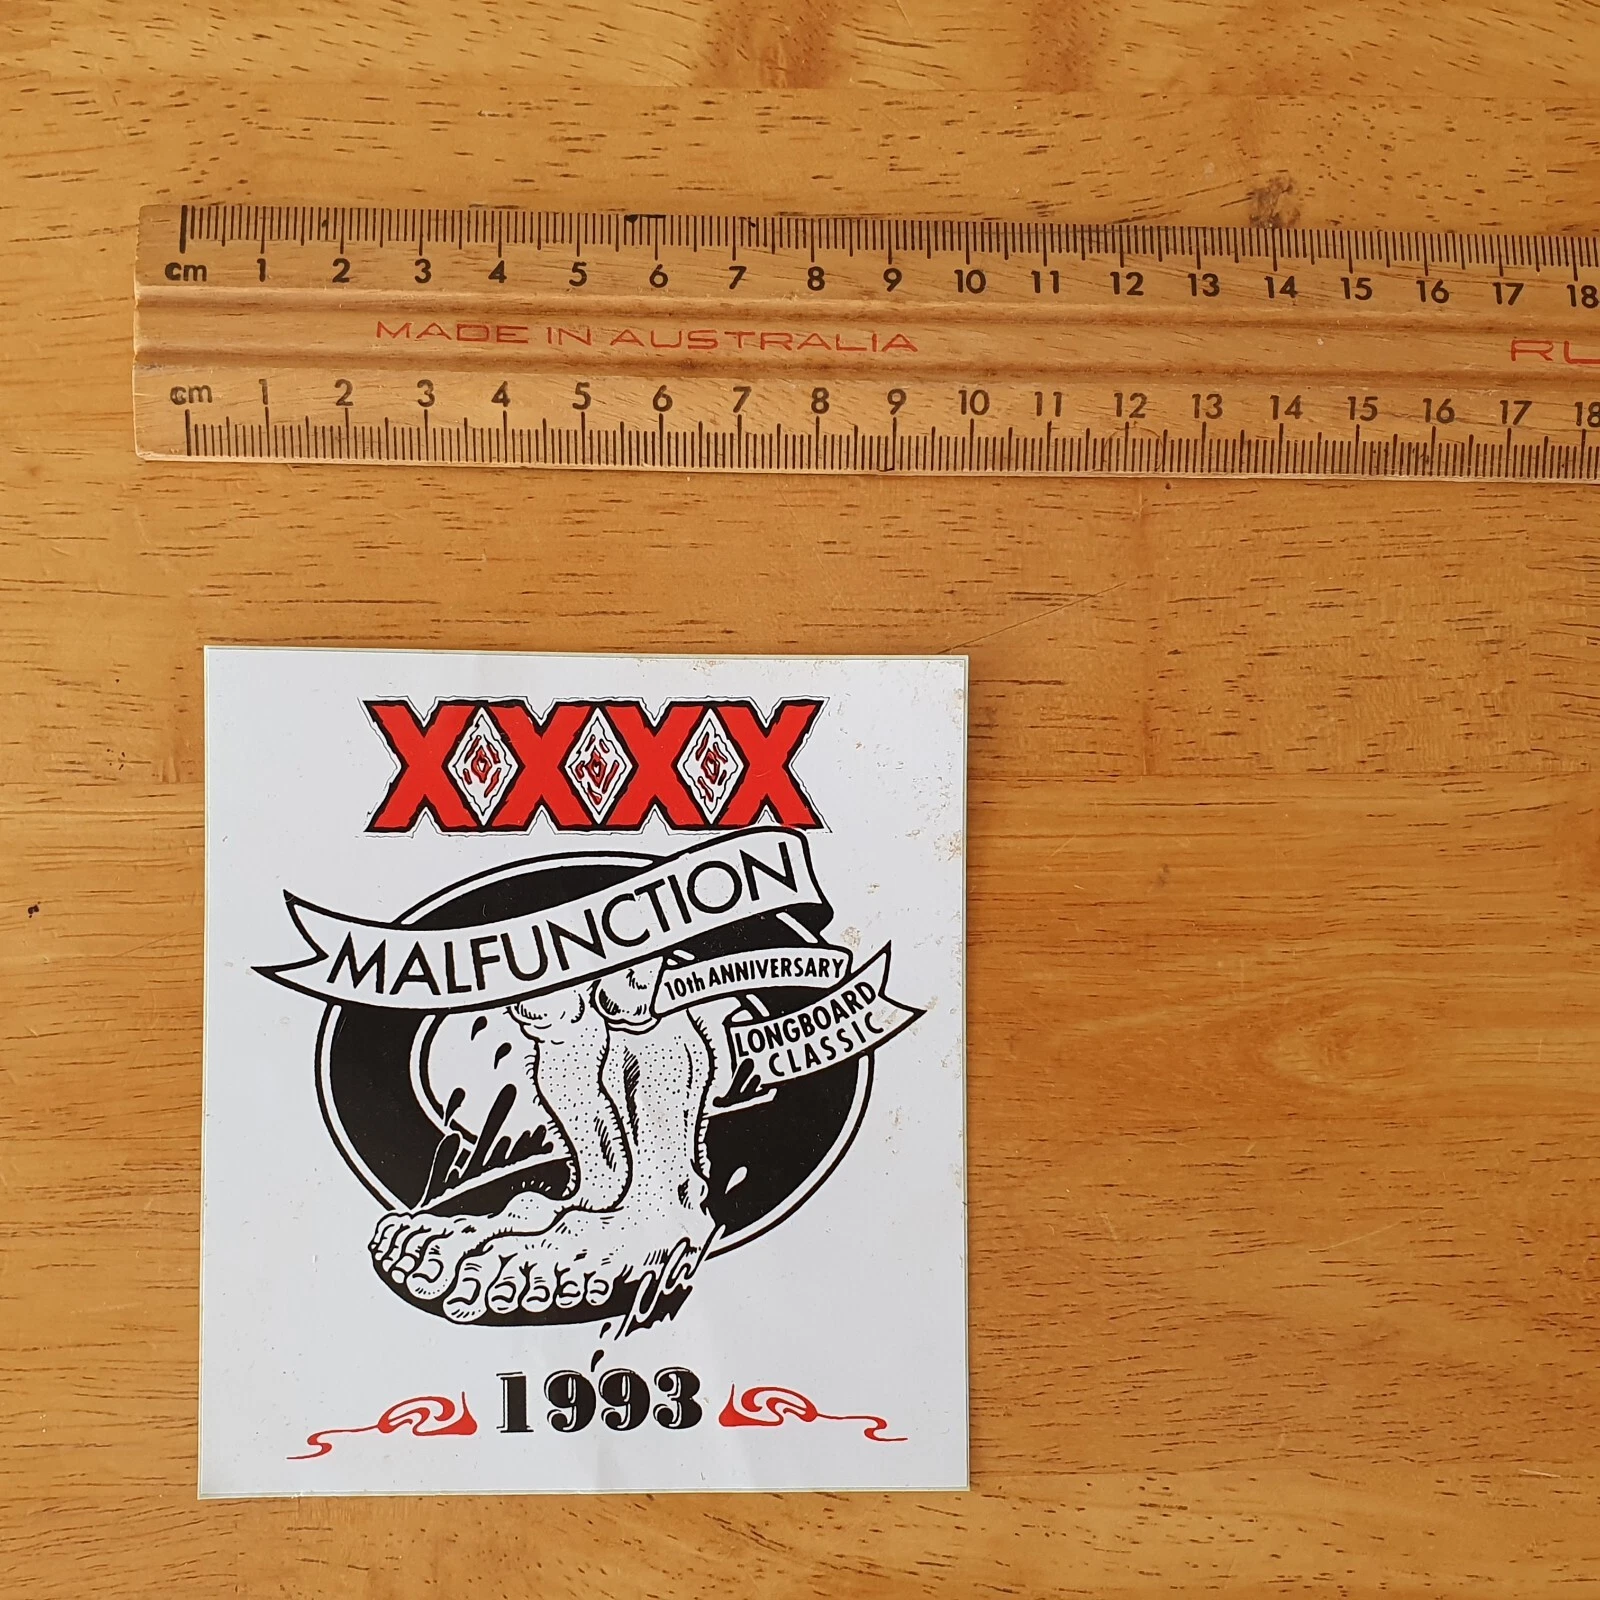 cm 1 2 3 4 5 6 7 8 9 10 11 12 13 14 15 16 17 18
MADE IN AUSTRALIA
cm 1 2 3 4 5 6 7 8 9 10 11 12 13 14 15 16 17 18
XXXX
MALFUNCTION
10th ANNIVERSARY
LONGBOARD
CLASSIC
1993